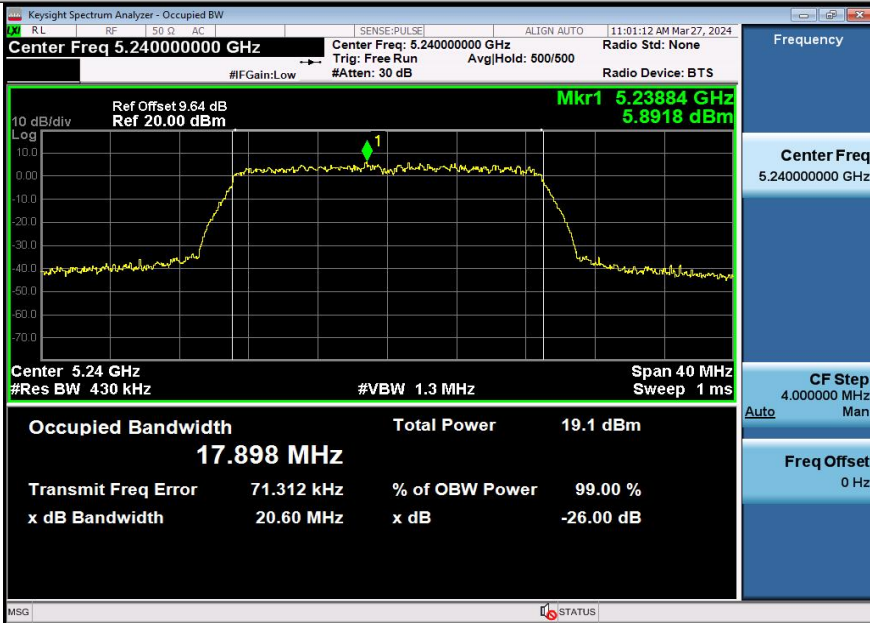 Keysight Spectrum Analyzer - Occupied BW
LXI RL RF 50 Ω AC SENSE:PULSE ALIGN AUTO 11:01:12 AM Mar 27, 2024
Center Freq 5.240000000 GHz
Center Freq: 5.240000000 GHz
Radio Std: None
Trig: Free Run Avg|Hold: 500/500
#IFGain:Low #Atten: 30 dB Radio Device: BTS
Frequency
Ref Offset 9.64 dB
10 dB/div Ref 20.00 dBm
Mkr1 5.23884 GHz
5.8918 dBm
Log
1
10.0
0.00
-10.0
-20.0
-30.0
-40.0
-50.0
-60.0
-70.0
Center 5.24 GHz Span 40 MHz
#Res BW 430 kHz #VBW 1.3 MHz Sweep 1 ms
Occupied Bandwidth Total Power 19.1 dBm
17.898 MHz
Transmit Freq Error 71.312 kHz % of OBW Power 99.00 %
x dB Bandwidth 20.60 MHz x dB -26.00 dB
Center Freq
5.240000000 GHz
CF Step
4.000000 MHz
Auto Man
Freq Offset
0 Hz
MSG STATUS